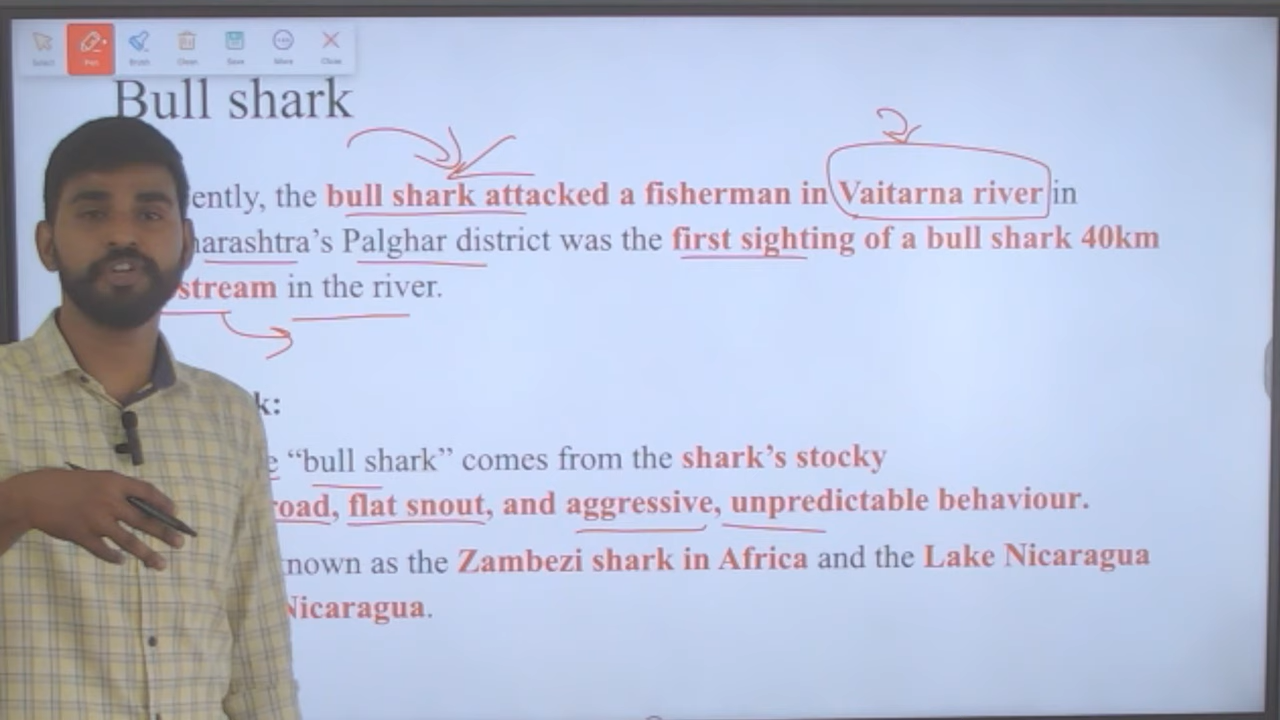 Select Pen Brush Clean Save More Close
Bull shark
ently, the bull shark attacked a fisherman in Vaitarna river in
arashtra’s Palghar district was the first sighting of a bull shark 40km
stream in the river.
k:
e “bull shark” comes from the shark’s stocky
road, flat snout, and aggressive, unpredictable behaviour.
nown as the Zambezi shark in Africa and the Lake Nicaragua
Nicaragua.